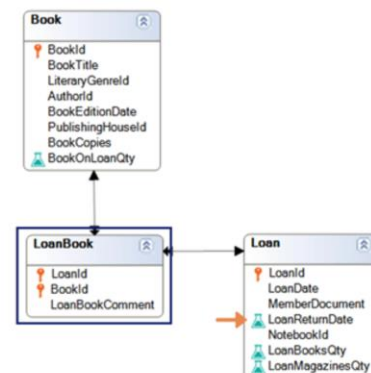 Book
BookId
BookTitle
LiteraryGenreId
AuthorId
BookEditionDate
PublishingHouseId
BookCopies
BookOnLoanQty
LoanBook
LoanId
BookId
LoanBookComment
Loan
LoanId
LoanDate
MemberDocument
LoanReturnDate
NotebookId
LoanBooksQty
LoanMagazinesQty